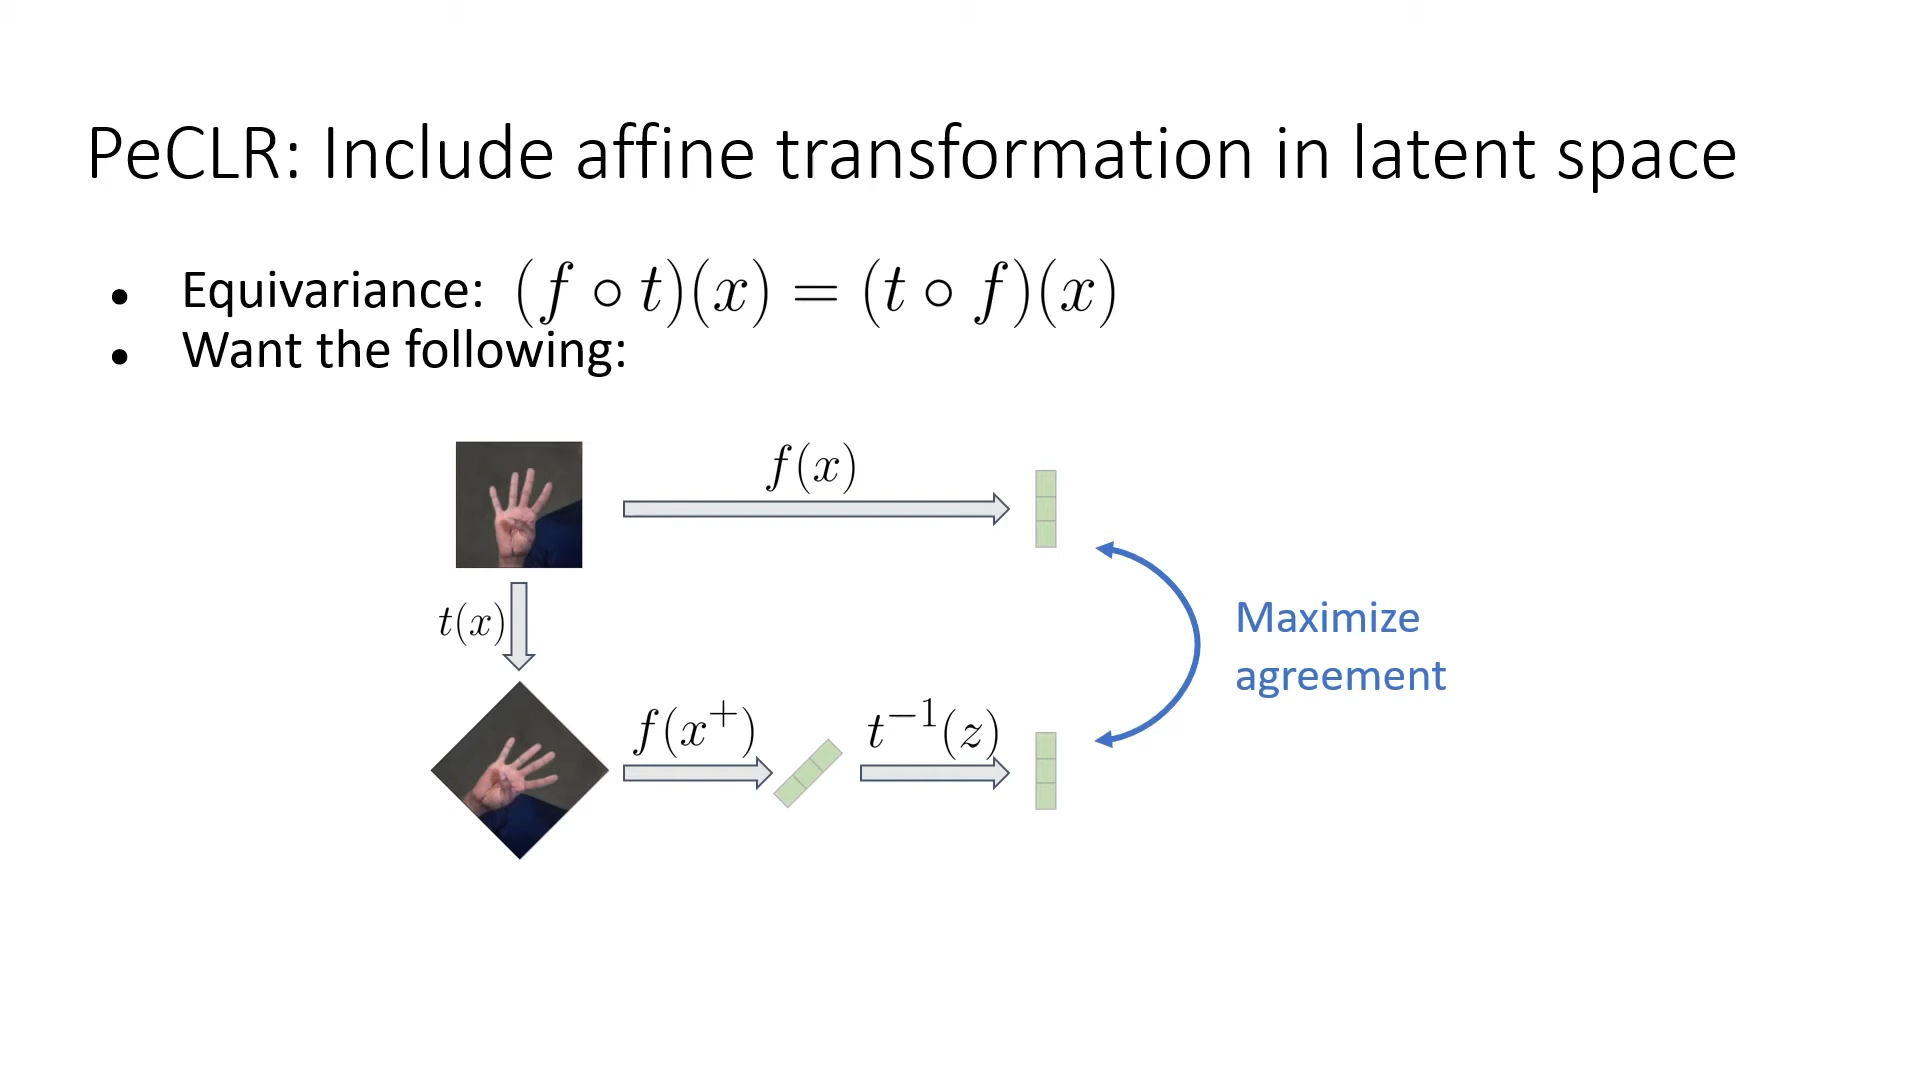 PeCLR: Include affine transformation in latent space
• Equivariance: (f ∘ t)(x) = (t ∘ f)(x)
• Want the following:
f(x)
t(x)
Maximize
agreement
f(x⁺)
t⁻¹(z)